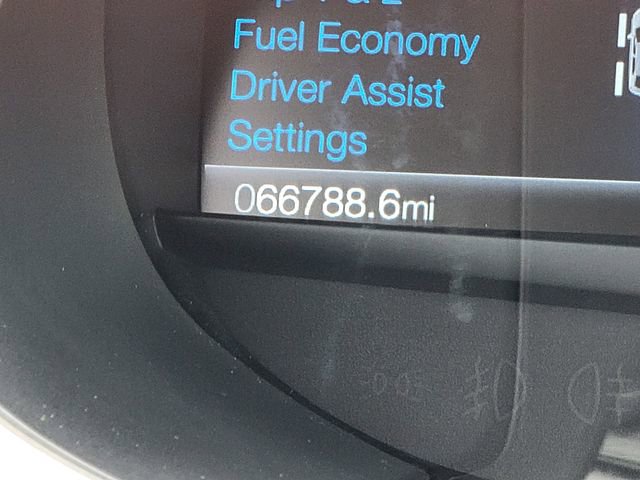 Fuel Economy
Driver Assist
Settings
066788.6mi